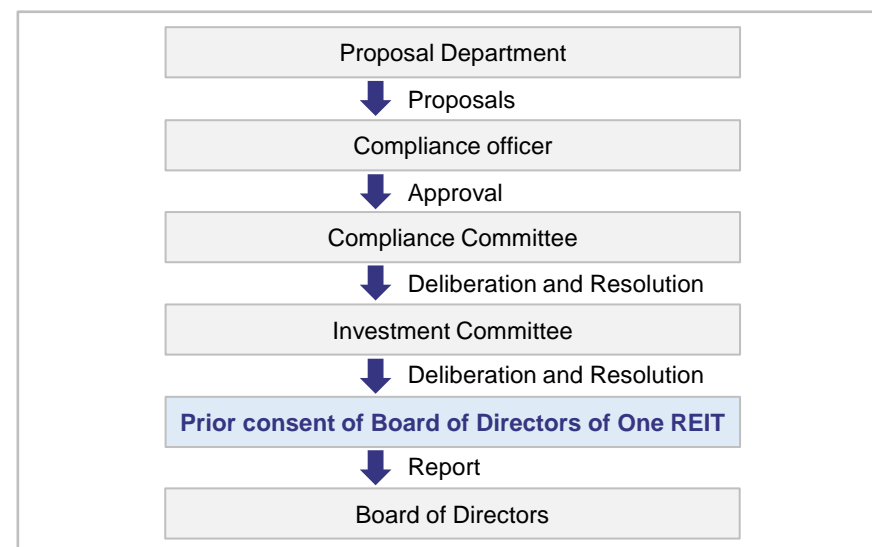 Proposal Department
Proposals
Compliance officer
Approval
Compliance Committee
Deliberation and Resolution
Investment Committee
Deliberation and Resolution
Prior consent of Board of Directors of One REIT
Report
Board of Directors